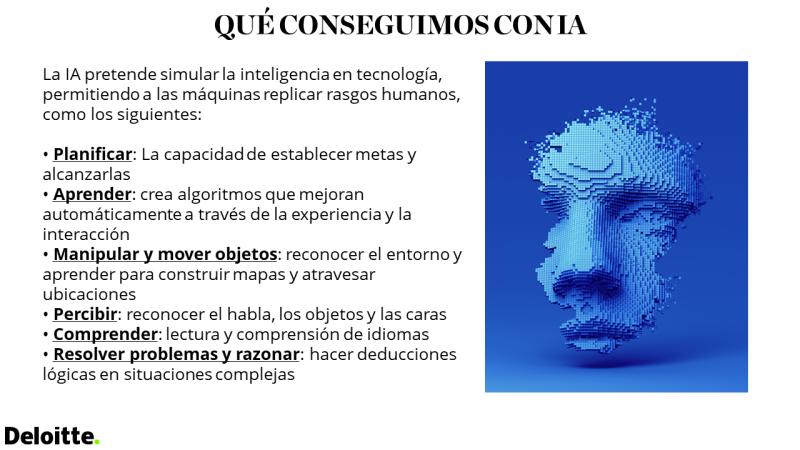 QUÉ CONSEGUIMOS CON IA
La IA pretende simular la inteligencia en tecnología,
permitiendo a las máquinas replicar rasgos humanos,
como los siguientes:
• Planificar: La capacidad de establecer metas y
alcanzarlas
• Aprender: crea algoritmos que mejoran
automáticamente a través de la experiencia y la
interacción
• Manipular y mover objetos: reconocer el entorno y
aprender para construir mapas y atravesar
ubicaciones
• Percibir: reconocer el habla, los objetos y las caras
• Comprender: lectura y comprensión de idiomas
• Resolver problemas y razonar: hacer deducciones
lógicas en situaciones complejas
Deloitte.